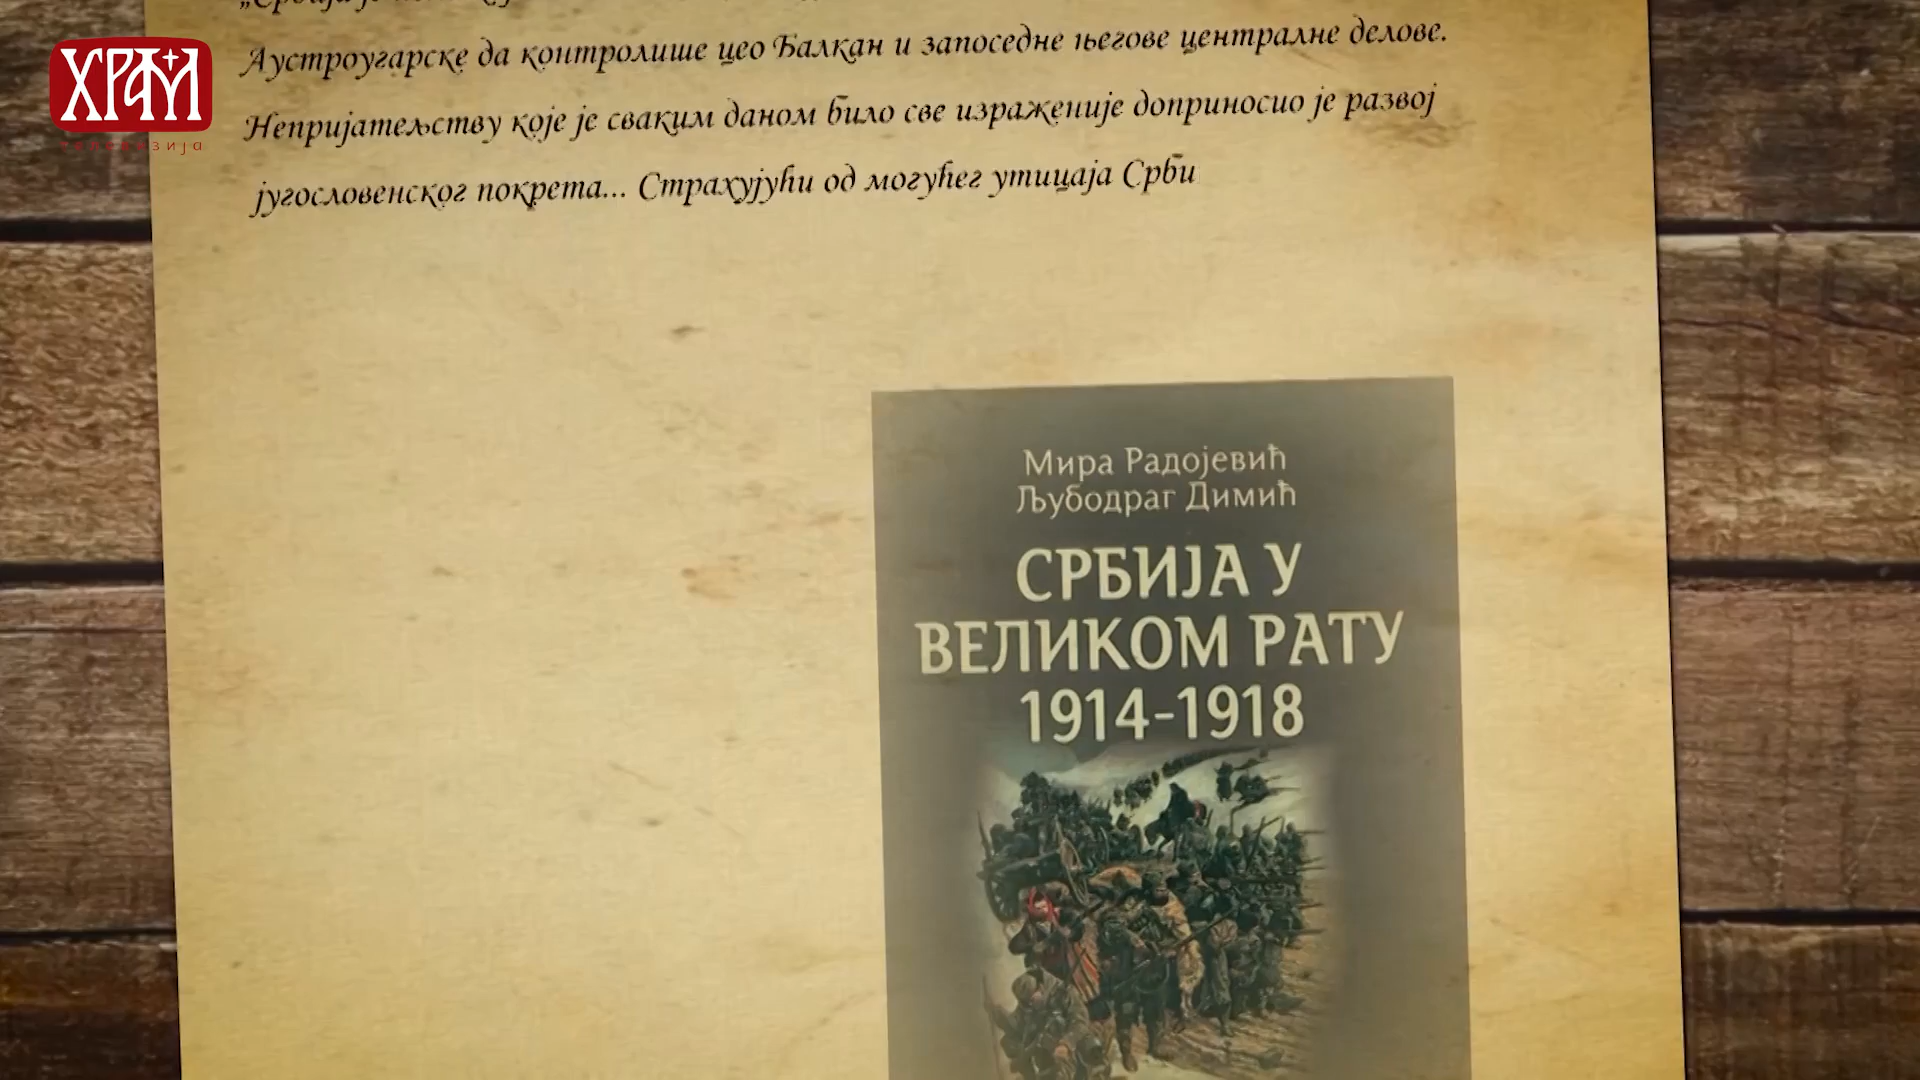 ХРАМ
телевизија
Аустроугарске да контролише цео Балкан и запоседне његове централне делове.
Непријатељству које је сваким даном било све израженије доприносио је развој
југословенског покрета... Страхујући од могућег утицаја Срби
Мира Радојевић
Љубодраг Димић
СРБИЈА У
ВЕЛИКОМ РАТУ
1914-1918